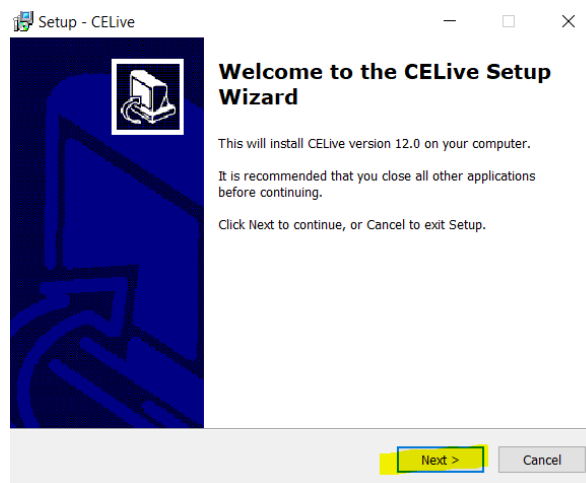 Setup - CELive
Welcome to the CELive Setup
Wizard
This will install CELive version 12.0 on your computer.
It is recommended that you close all other applications
before continuing.
Click Next to continue, or Cancel to exit Setup.
Next >
Cancel